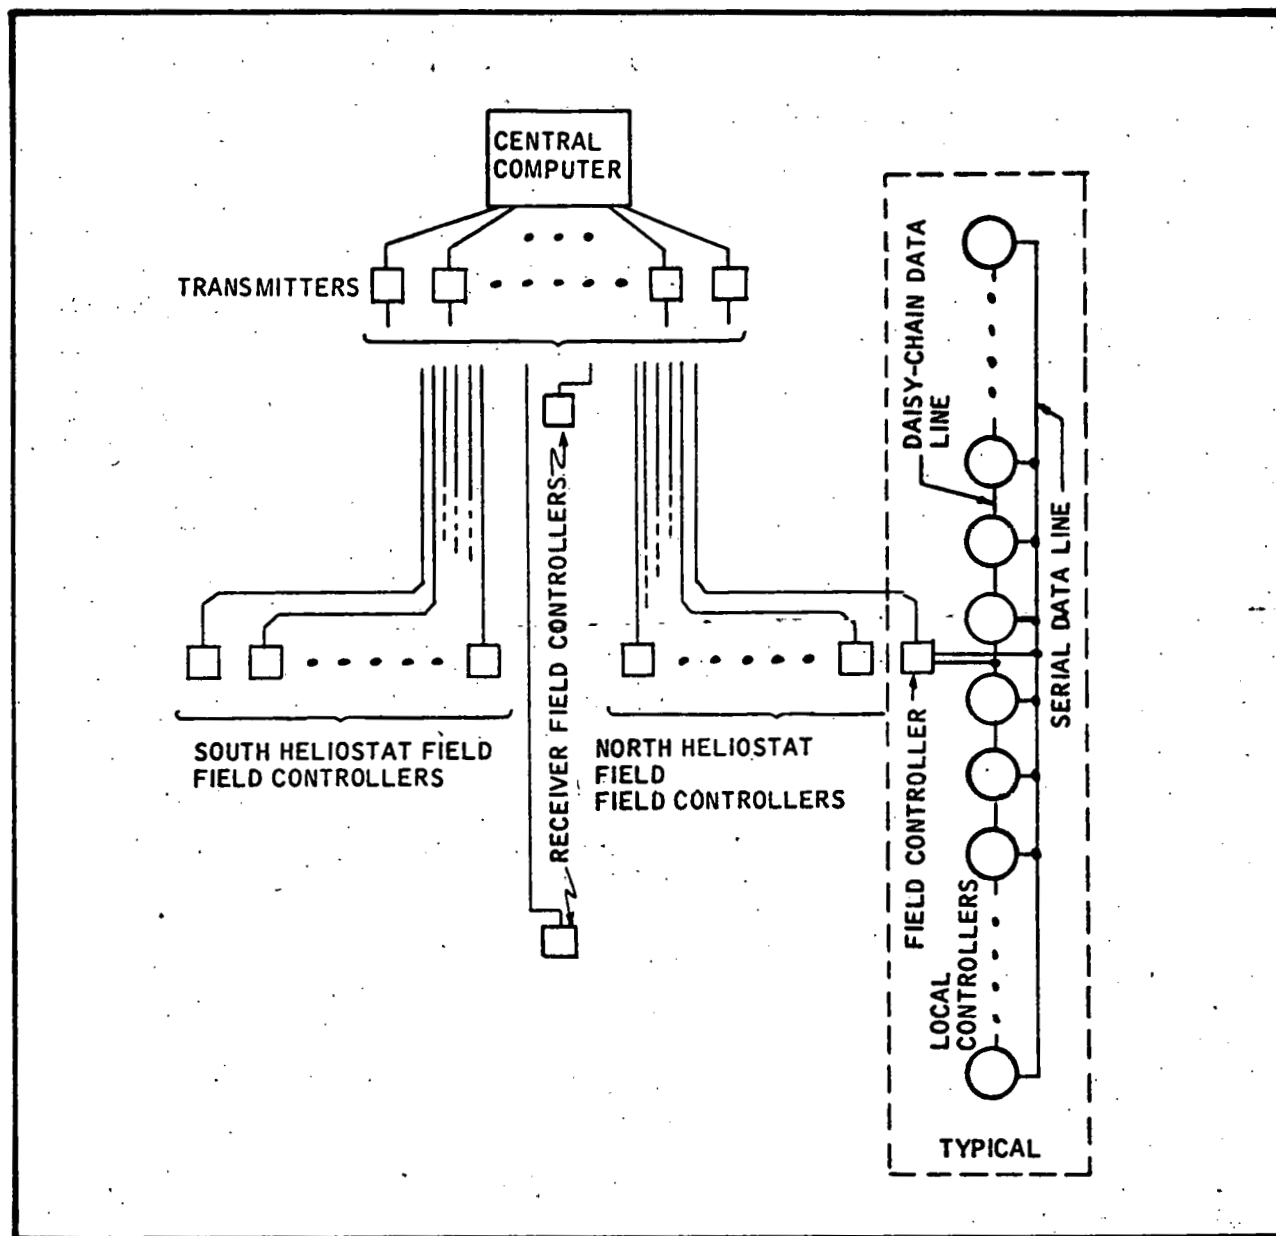 CENTRAL
COMPUTER
TRANSMITTERS
DAISY-CHAIN DATA
LINE
SERIAL DATA LINE
RECEIVER FIELD CONTROLLERS
SOUTH HELIOSTAT FIELD
FIELD CONTROLLERS
NORTH HELIOSTAT
FIELD
FIELD CONTROLLERS
FIELD CONTROLLER
LOCAL
CONTROLLERS
TYPICAL